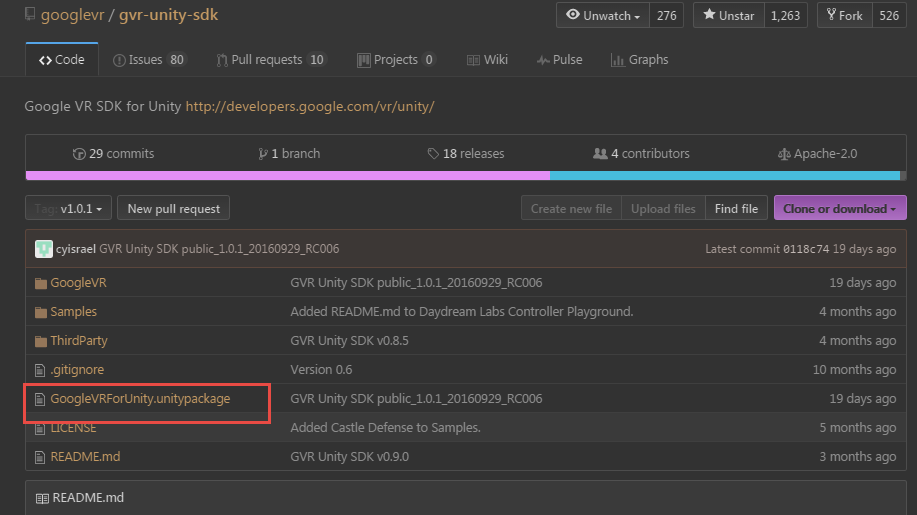 googlevr / gvr-unity-sdk Unwatch 276 Unstar 1,263 Fork 526
Code Issues 80 Pull requests 10 Projects 0 Wiki Pulse Graphs
Google VR SDK for Unity http://developers.google.com/vr/unity/
29 commits 1 branch 18 releases 4 contributors Apache-2.0
Tag: v1.0.1 New pull request Create new file Upload files Find file Clone or download
cyisrael GVR Unity SDK public_1.0.1_20160929_RC006 Latest commit 0118c74 19 days ago
GoogleVR GVR Unity SDK public_1.0.1_20160929_RC006 19 days ago
Samples Added README.md to Daydream Labs Controller Playground. 4 months ago
ThirdParty GVR Unity SDK v0.8.5 4 months ago
.gitignore Version 0.6 10 months ago
GoogleVRForUnity.unitypackage GVR Unity SDK public_1.0.1_20160929_RC006 19 days ago
LICENSE Added Castle Defense to Samples. 5 months ago
README.md GVR Unity SDK v0.9.0 3 months ago
README.md